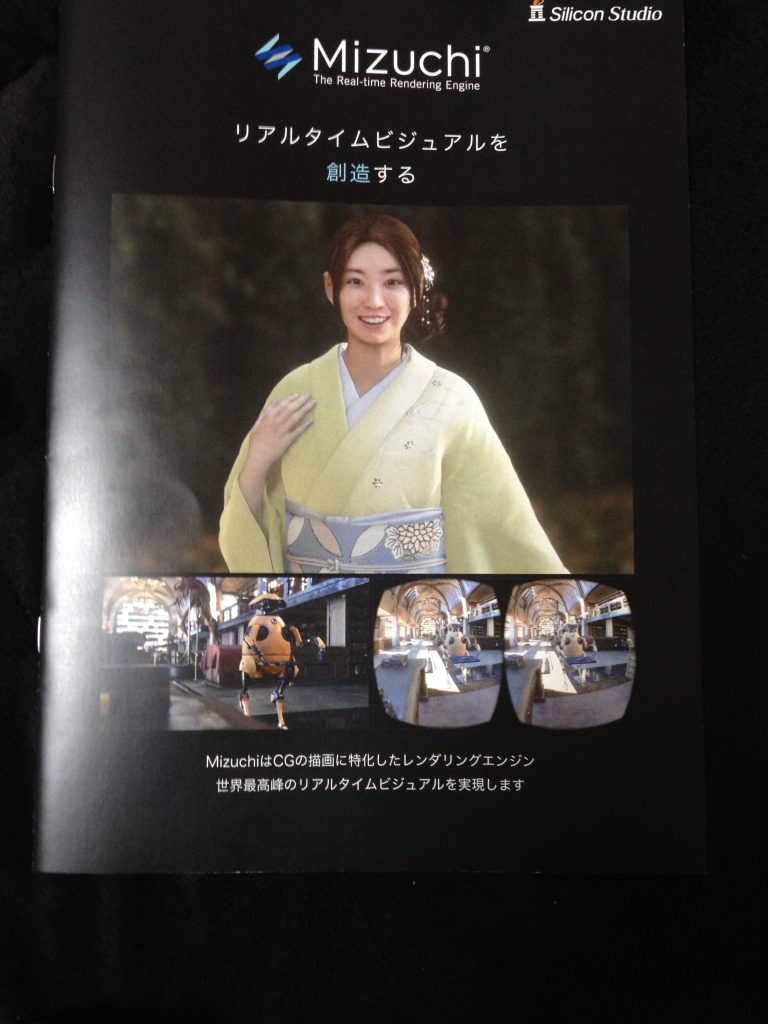 Silicon Studio
Mizuchi®
The Real-time Rendering Engine
リアルタイムビジュアルを
創造する
MizuchiはCGの描画に特化したレンダリングエンジン
世界最高峰のリアルタイムビジュアルを実現します